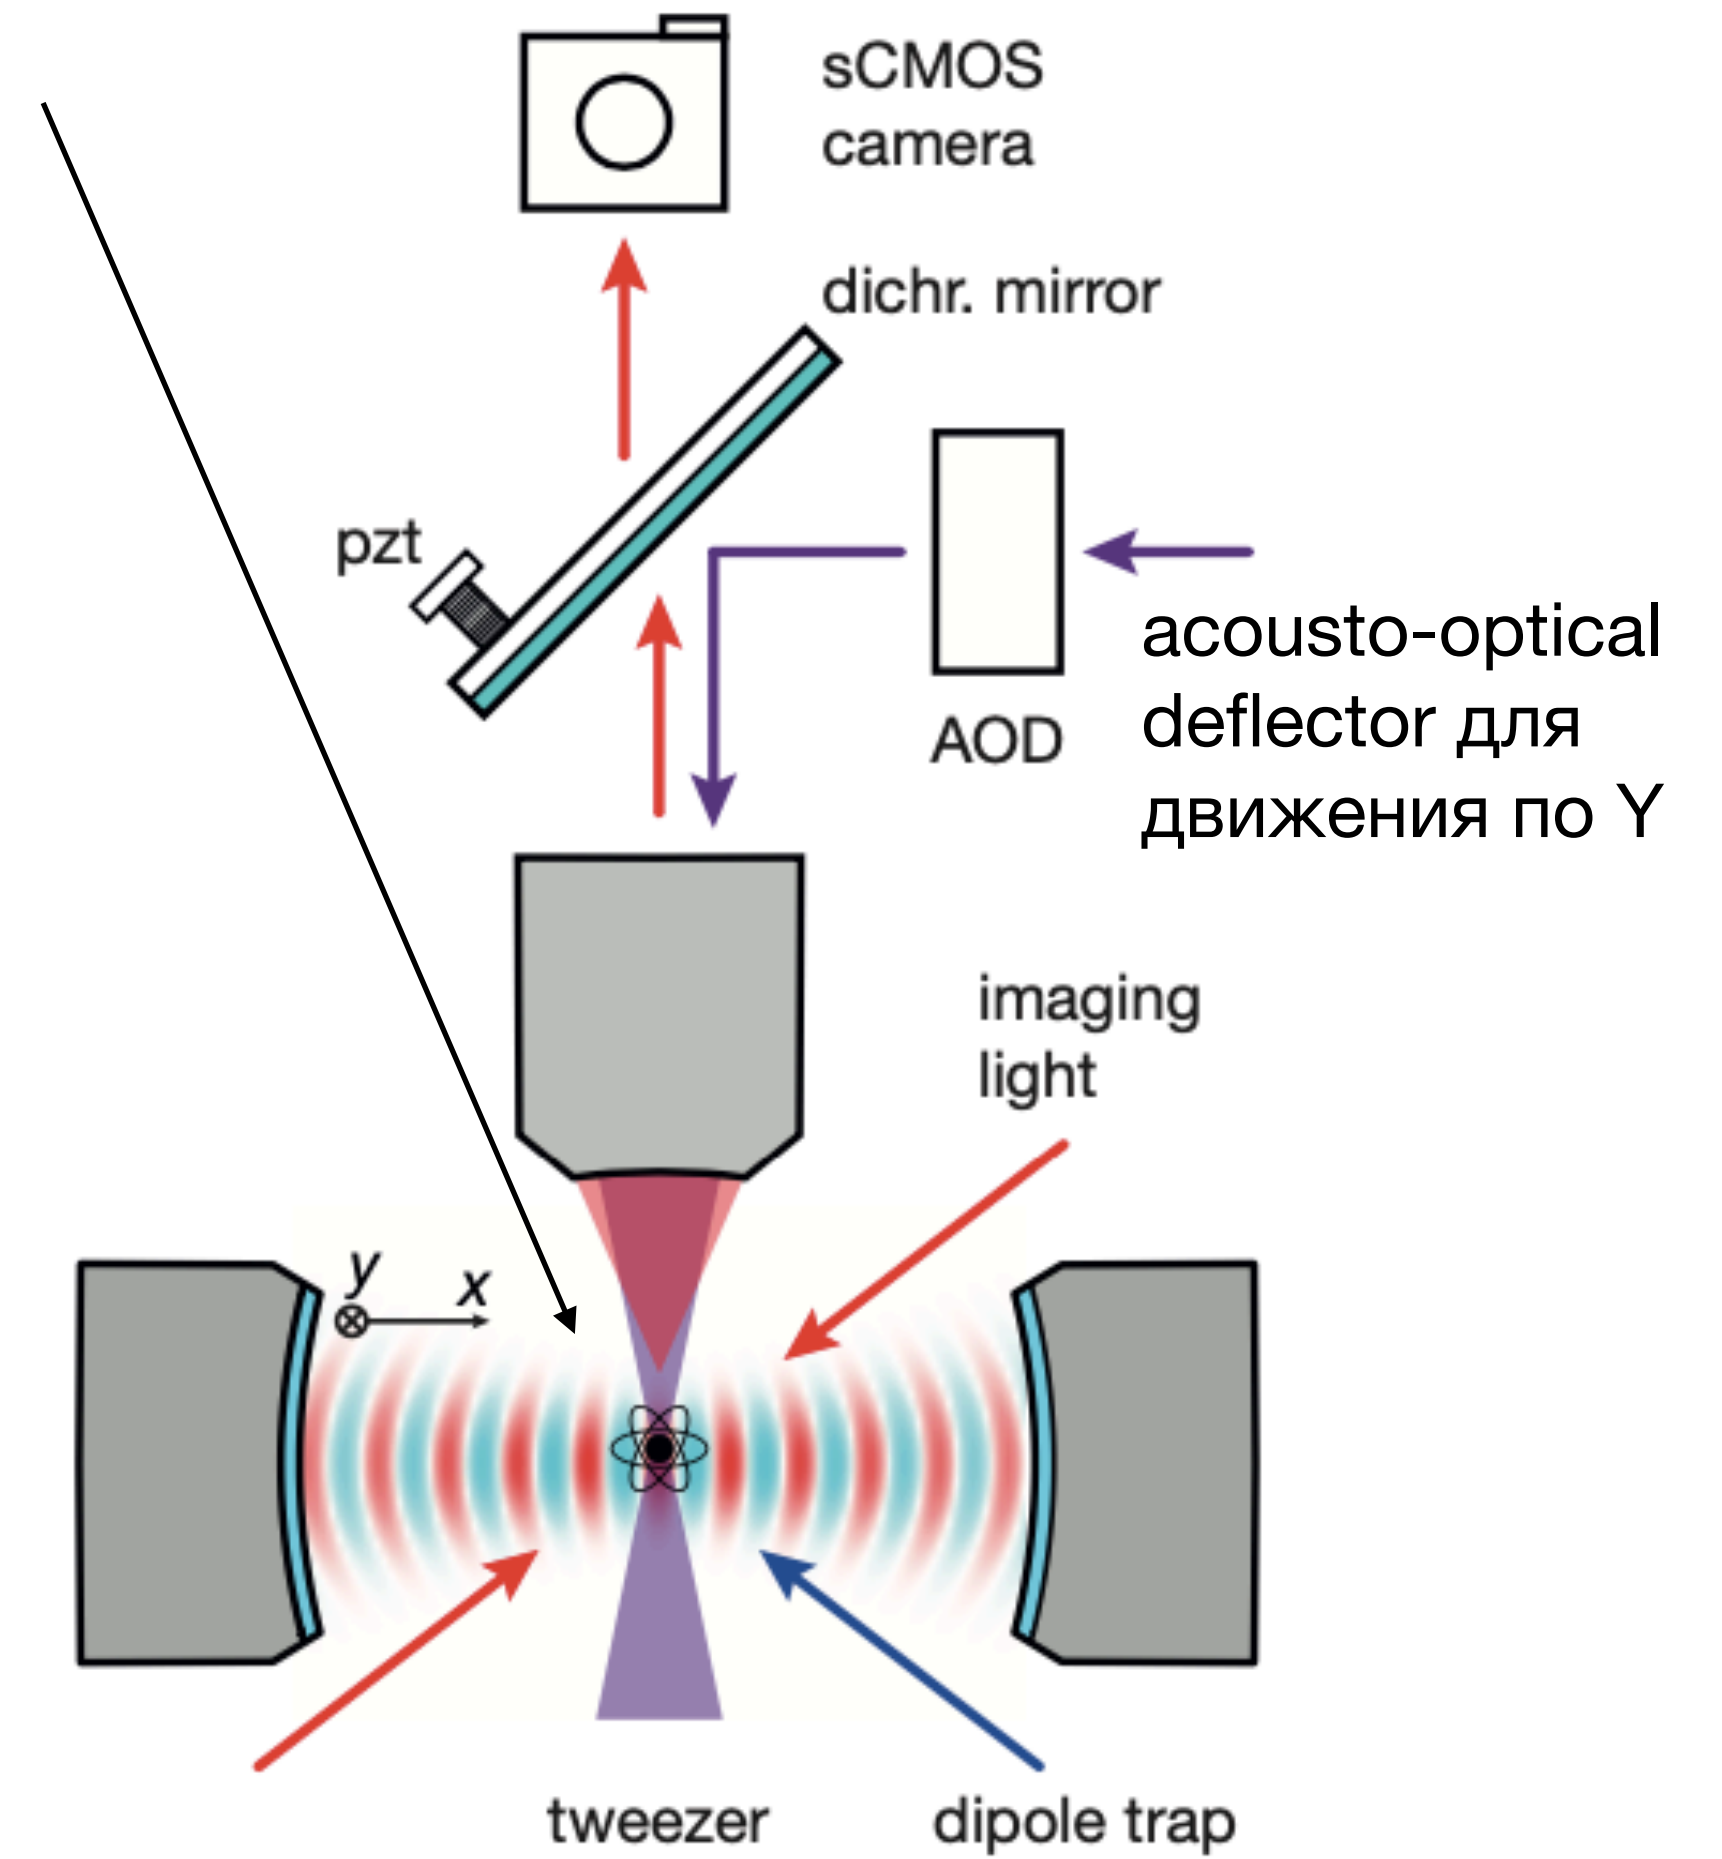 sCMOS
camera
dichr. mirror
pzt
acousto-optical
deflector для
движения по Y
AOD
imaging
light
y
x
tweezer
dipole trap